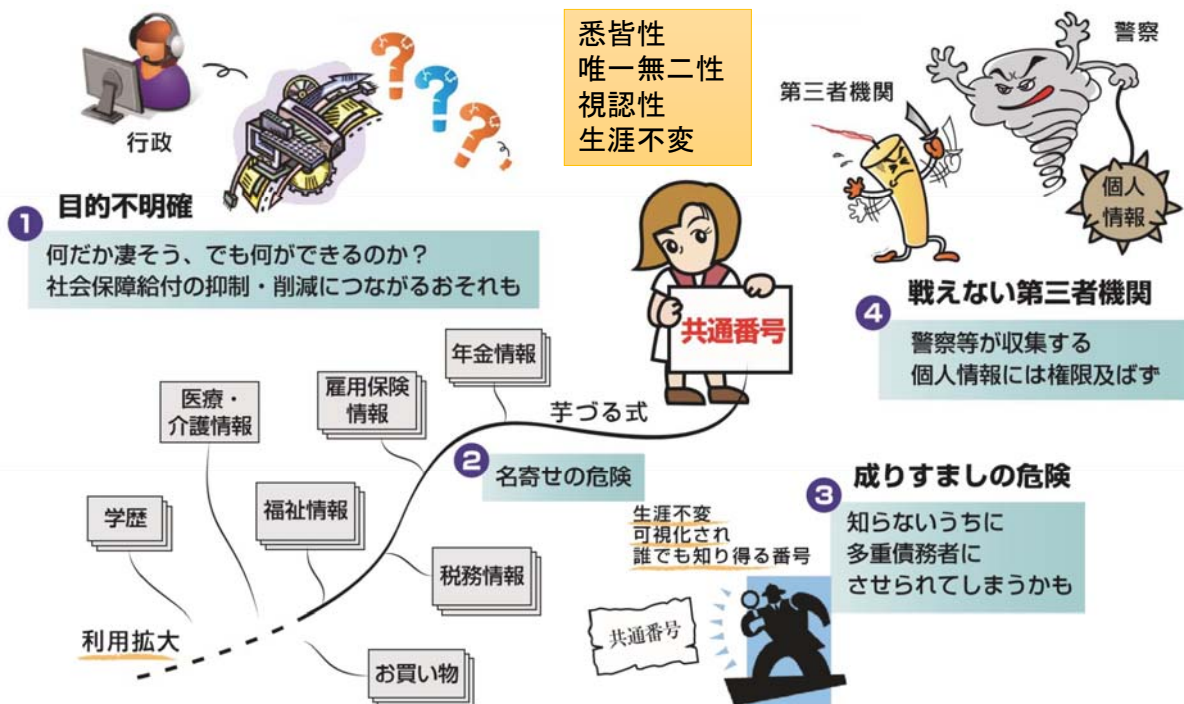 行政
悉皆性
唯一無二性
視認性
生涯不変
警察
第三者機関
個人
情報
1
目的不明確
何だか凄そう、でも何ができるのか？
社会保障給付の抑制・削減につながるおそれも
共通番号
4
戦えない第三者機関
警察等が収集する
個人情報には権限及ばず
年金情報
雇用保険
情報
医療・
介護情報
芋づる式
2
名寄せの危険
学歴
福祉情報
税務情報
利用拡大
お買い物
3
成りすましの危険
知らないうちに
多重債務者に
させられてしまうかも
生涯不変
可視化され
誰でも知り得る番号
共通番号